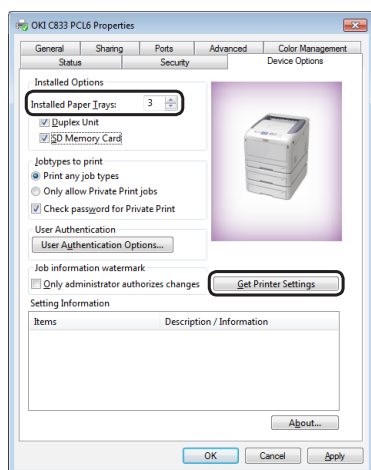 OKI C833 PCL6 Properties
General Sharing Ports Advanced Color Management
Status Security Device Options
Installed Options
Installed Paper Trays: 3
Duplex Unit
SD Memory Card
Jobtypes to print
Print any job types
Only allow Private Print jobs
Check password for Private Print
User Authentication
User Authentication Options...
Job information watermark
Only administrator authorizes changes Get Printer Settings
Setting Information
Items Description / Information
About...
OK Cancel Apply